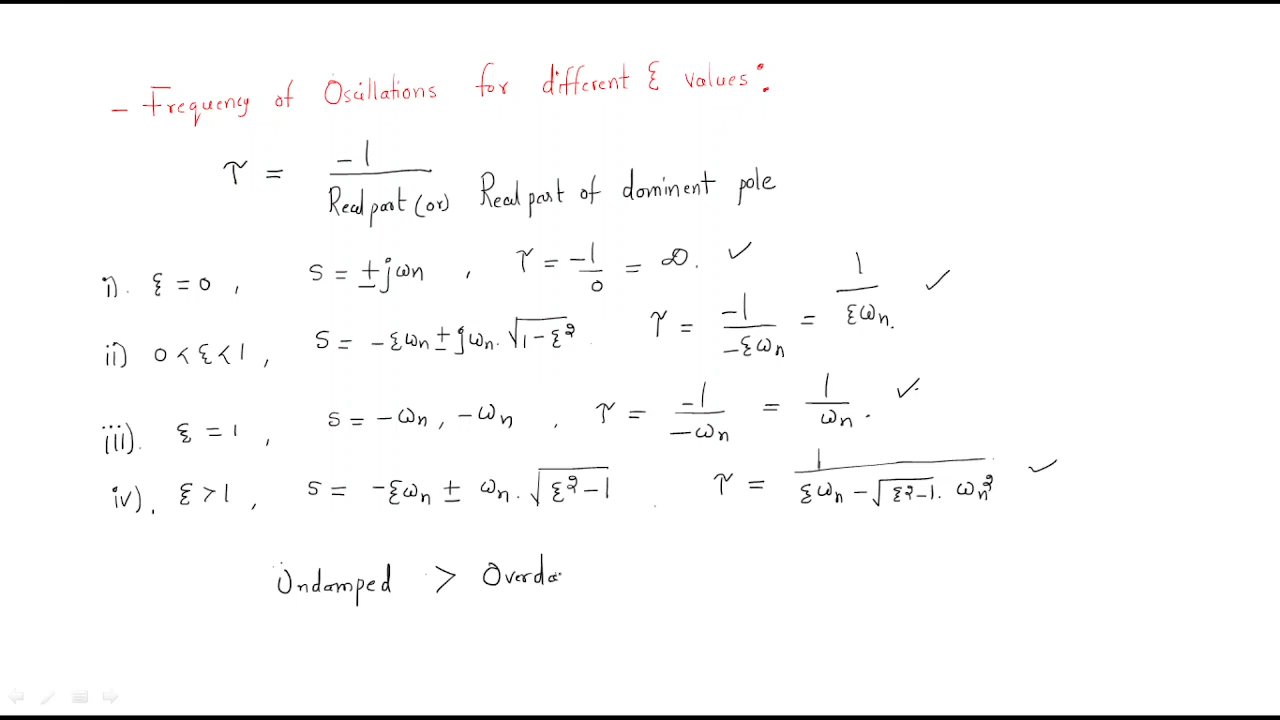 - Frequency of Oscillations for different ξ values:
τ = -1 / Real part (or) Real part of dominent pole
i). ξ = 0 , S = ± jωn , τ = -1/0 = ∞. ✓
ii) 0 < ξ < 1 , S = -ξωn ± jωn. √(1-ξ²) . τ = -1/-ξωn = 1/ξωn. ✓
iii). ξ = 1 , S = -ωn , -ωn , τ = -1/-ωn = 1/ωn . ✓
iv). ξ > 1 , S = -ξωn ± ωn. √(ξ²-1) τ = 1/(ξωn - √(ξ²-1). ωn²) ✓
Undamped > Overda